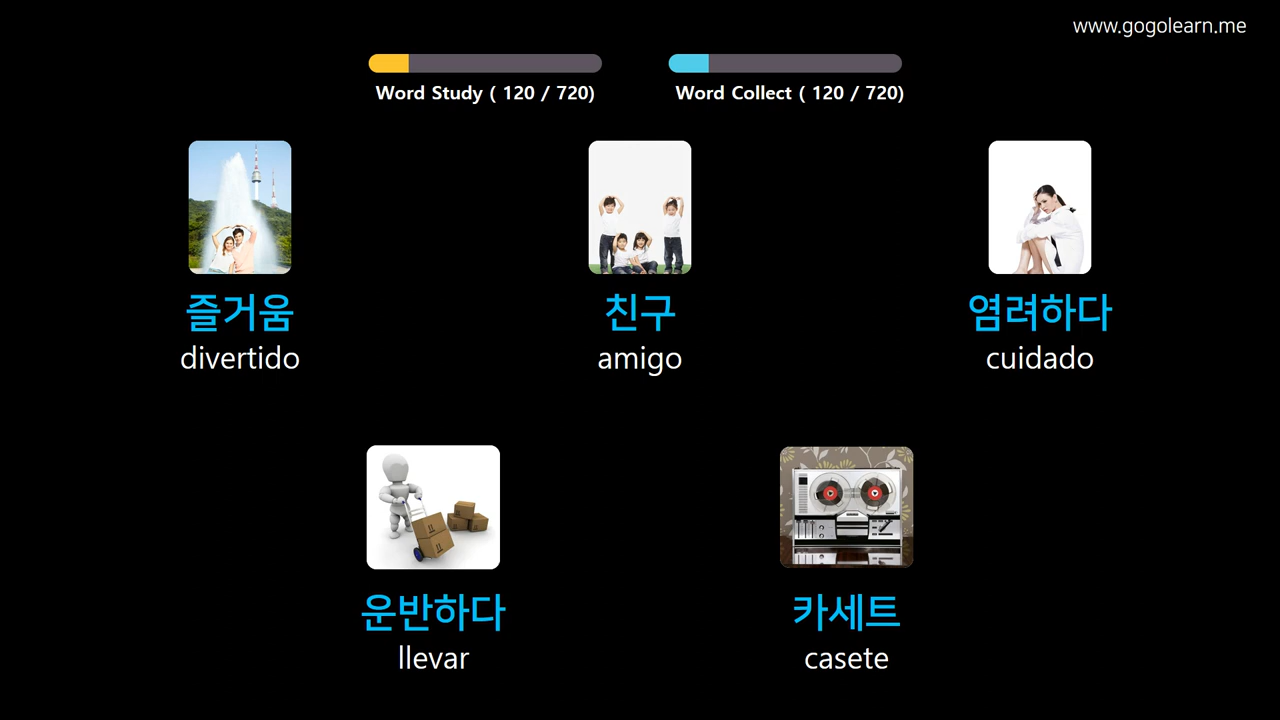 www.gogolearn.me
Word Study ( 120 / 720)
Word Collect ( 120 / 720)
즐거움
divertido
친구
amigo
염려하다
cuidado
운반하다
llevar
카세트
casete